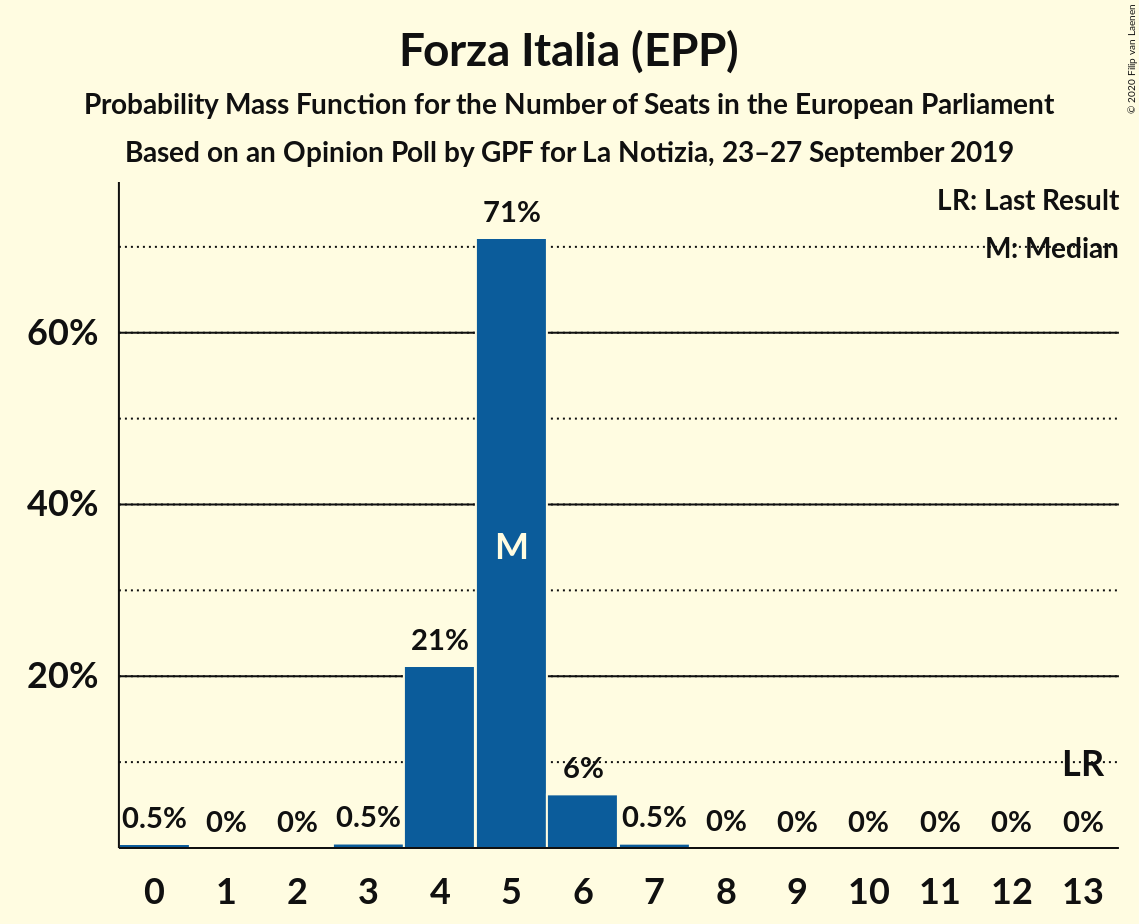 Forza Italia (EPP)
Probability Mass Function for the Number of Seats in the European Parliament
Based on an Opinion Poll by GPF for La Notizia, 23–27 September 2019
© 2020 Filip van Laenen
LR: Last Result
M: Median
71%
60%
40%
M
21%
20%
6%
LR
0.5% 0% 0% 0.5% 0.5% 0% 0% 0% 0% 0% 0%
0 1 2 3 4 5 6 7 8 9 10 11 12 13